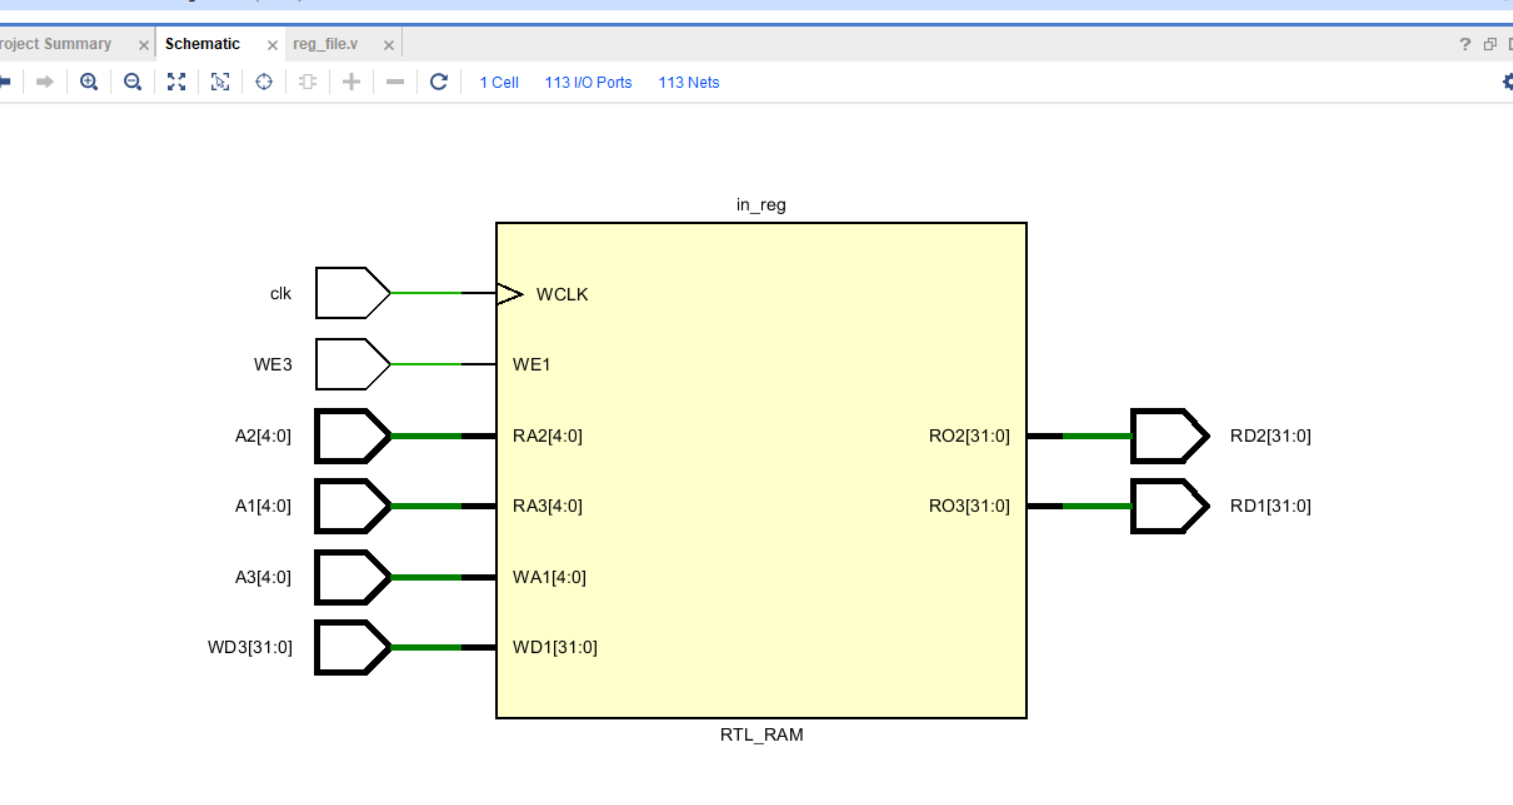 roject Summary × Schematic × reg_file.v × ?
1 Cell 113 I/O Ports 113 Nets
in_reg
clk WCLK
WE3 WE1
A2[4:0] RA2[4:0] RO2[31:0] RD2[31:0]
A1[4:0] RA3[4:0] RO3[31:0] RD1[31:0]
A3[4:0] WA1[4:0]
WD3[31:0] WD1[31:0]
RTL_RAM